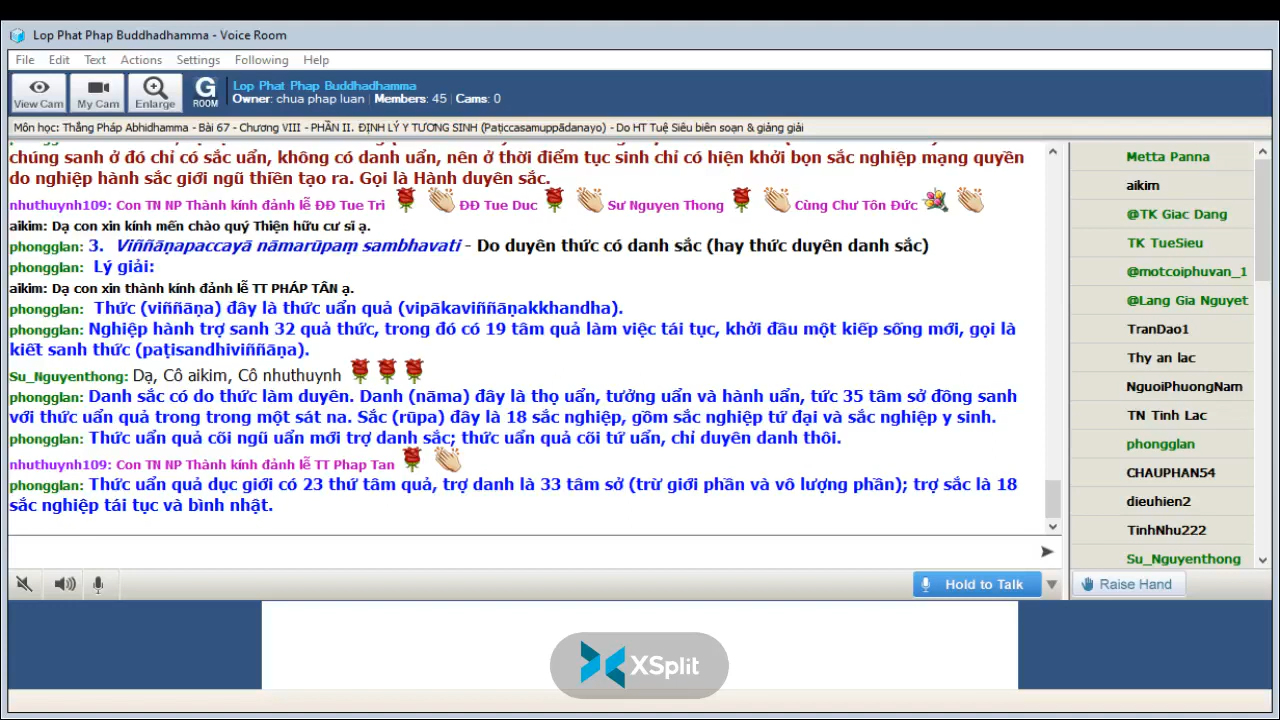 Lop Phat Phap Buddhadhamma - Voice Room
File Edit Text Actions Settings Following Help
View Cam
My Cam
Enlarge
G ROOM
Lop Phat Phap Buddhadhamma
Owner: chua phap luan | Members: 45 | Cams: 0
Môn học: Thắng Pháp Abhidhamma - Bài 67 - Chương VIII - PHẦN II. ĐỊNH LÝ Y TƯƠNG SINH (Paṭiccasamuppādanayo) - Do HT Tuệ Siêu biên soạn & giảng giải
chúng sanh ở đó chỉ có sắc uẩn, không có danh uẩn, nên ở thời điểm tục sinh chỉ có hiện khởi bọn sắc nghiệp mạng quyền
do nghiệp hành sắc giới ngũ thiền tạo ra. Gọi là Hành duyên sắc.
nhuthuynh109: Con TN NP Thành kính đảnh lễ ĐĐ Tue Tri ĐĐ Tue Duc Sư Nguyen Thong Cùng Chư Tôn Đức
aikim: Dạ con xin kính mến chào quý Thiện hữu cư sĩ ạ.
phongglan: 3. Viññāṇapaccayā nāmarūpaṃ sambhavati - Do duyên thức có danh sắc (hay thức duyên danh sắc)
phongglan: Lý giải:
aikim: Dạ con xin thành kính đảnh lễ TT PHÁP TÂN ạ.
phongglan: Thức (viññāṇa) đây là thức uẩn quả (vipākaviññāṇakkhandha).
phongglan: Nghiệp hành trợ sanh 32 quả thức, trong đó có 19 tâm quả làm việc tái tục, khởi đầu một kiếp sống mới, gọi là
kiết sanh thức (paṭisandhiviññāṇa).
Su_Nguyenthong: Dạ, Cô aikim, Cô nhuthuynh
phongglan: Danh sắc có do thức làm duyên. Danh (nāma) đây là thọ uẩn, tưởng uẩn và hành uẩn, tức 35 tâm sở đồng sanh
với thức uẩn quả trong trong một sát na. Sắc (rūpa) đây là 18 sắc nghiệp, gồm sắc nghiệp tứ đại và sắc nghiệp y sinh.
phongglan: Thức uẩn quả cõi ngũ uẩn mới trợ danh sắc; thức uẩn quả cõi tứ uẩn, chỉ duyên danh thôi.
nhuthuynh109: Con TN NP Thành kính đảnh lễ TT Phap Tan
phongglan: Thức uẩn quả dục giới có 23 thứ tâm quả, trợ danh là 33 tâm sở (trừ giới phần và vô lượng phần); trợ sắc là 18
sắc nghiệp tái tục và bình nhật.
Metta Panna
aikim
@TK Giac Dang
TK TueSieu
@motcoiphuvan_1
@Lang Gia Nguyet
TranDao1
Thy an lac
NguoiPhuongNam
TN Tinh Lac
phongglan
CHAUPHAN54
dieuhien2
TinhNhu222
Su_Nguyenthong
Hold to Talk
Raise Hand
XSplit